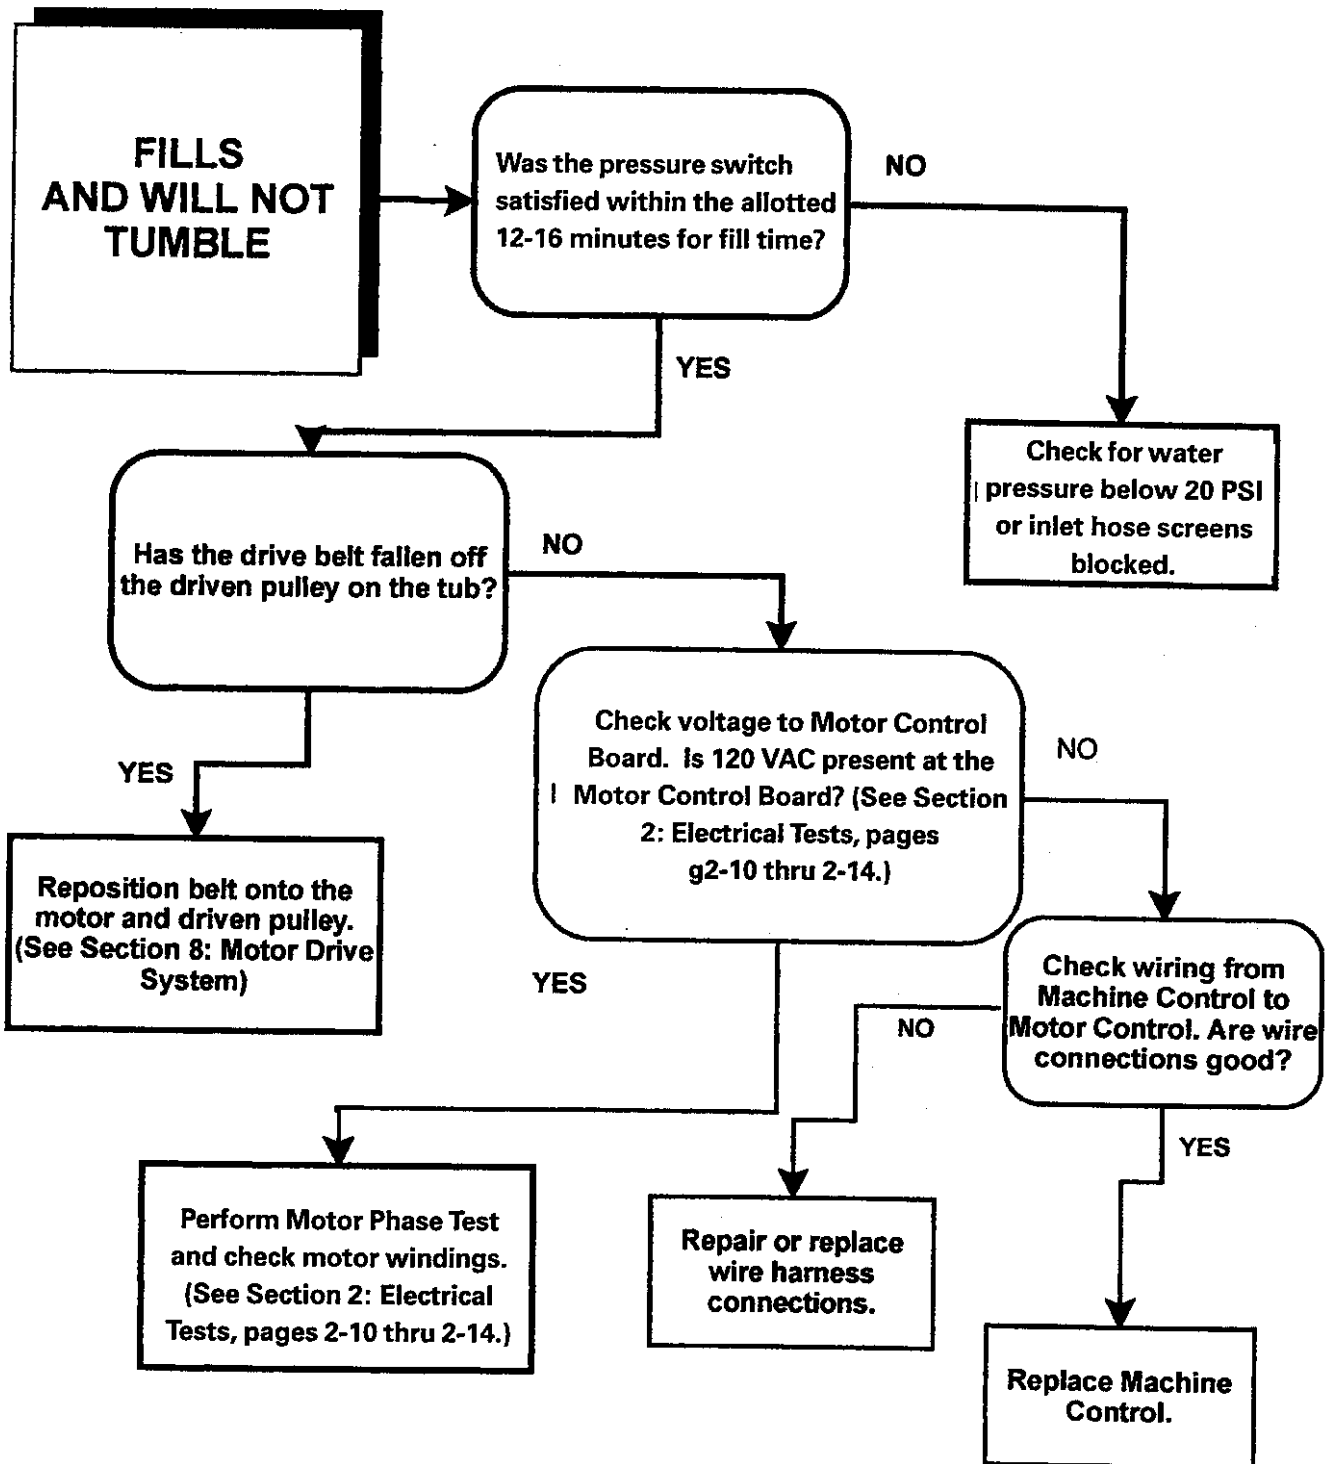 FILLS
AND WILL NOT
TUMBLE
Was the pressure switch
satisfied within the allotted
12-16 minutes for fill time?
NO
YES
Check for water
pressure below 20 PSI
or inlet hose screens
blocked.
Has the drive belt fallen off
the driven pulley on the tub?
NO
YES
Reposition belt onto the
motor and driven pulley.
(See Section 8: Motor Drive
System)
Check voltage to Motor Control
Board. Is 120 VAC present at the
Motor Control Board? (See Section
2: Electrical Tests, pages
g2-10 thru 2-14.)
NO
YES
Check wiring from
Machine Control to
Motor Control. Are wire
connections good?
NO
YES
Perform Motor Phase Test
and check motor windings.
(See Section 2: Electrical
Tests, pages 2-10 thru 2-14.)
Repair or replace
wire harness
connections.
Replace Machine
Control.